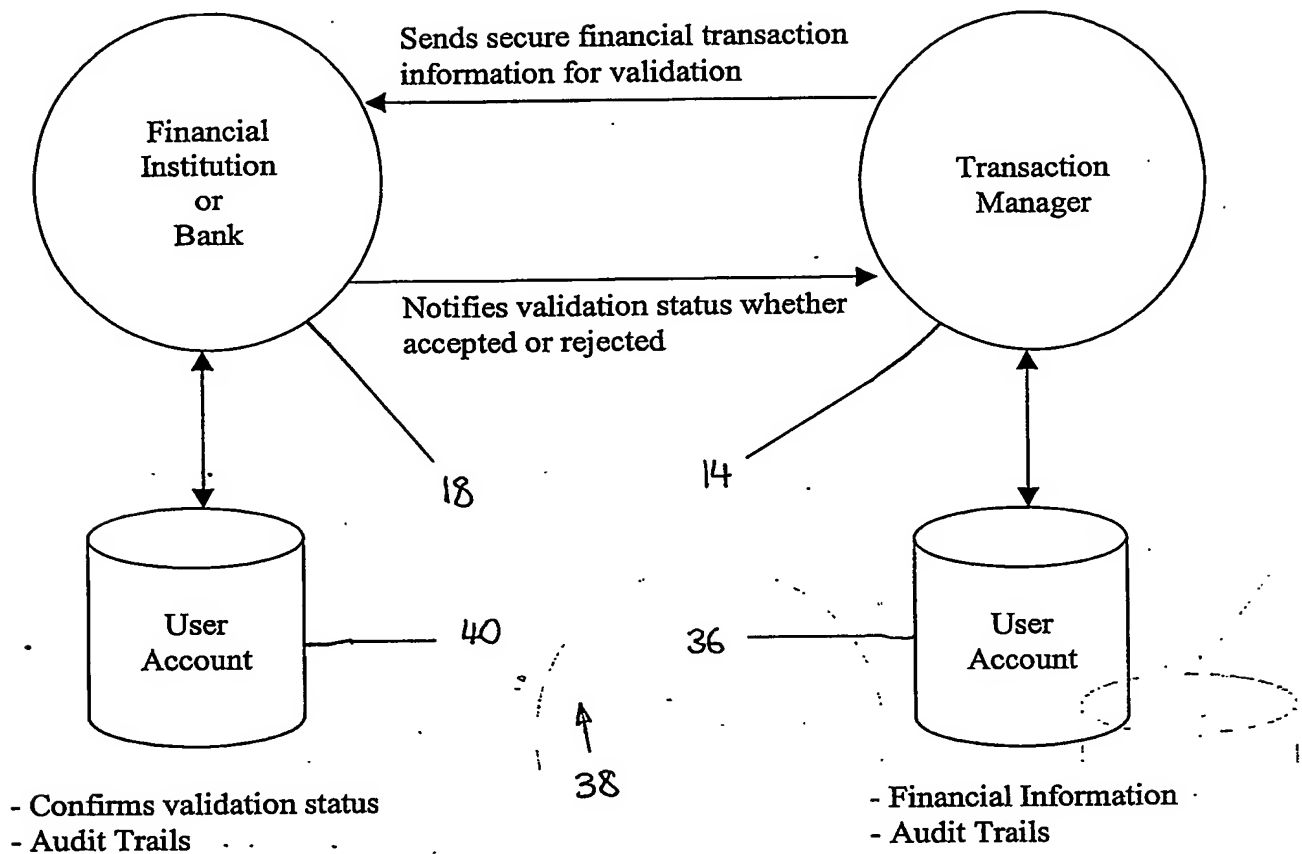 Sends secure financial transaction
information for validation
Financial
Institution
or
Bank
Transaction
Manager
Notifies validation status whether
accepted or rejected
18
14
User
Account
40
36
User
Account
38
- Confirms validation status
- Audit Trails
- Financial Information
- Audit Trails